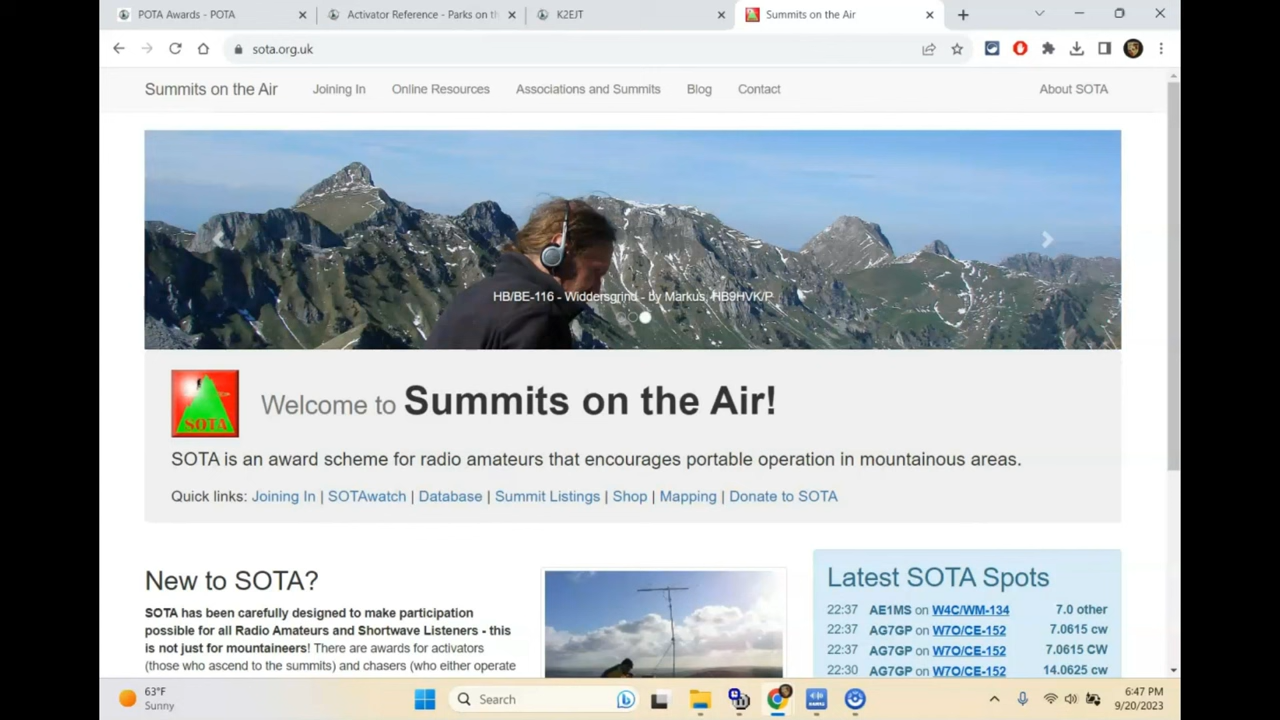 POTA Awards - POTA
Activator Reference - Parks on th
K2EJT
Summits on the Air
sota.org.uk
Summits on the Air
Joining In
Online Resources
Associations and Summits
Blog
Contact
About SOTA
HB/BE-116 - Widdersgrind - by Markus, HB9HVK/P
SOTA
Welcome to Summits on the Air!
SOTA is an award scheme for radio amateurs that encourages portable operation in mountainous areas.
Quick links: Joining In | SOTAwatch | Database | Summit Listings | Shop | Mapping | Donate to SOTA
New to SOTA?
SOTA has been carefully designed to make participation
possible for all Radio Amateurs and Shortwave Listeners - this
is not just for mountaineers! There are awards for activators
(those who ascend to the summits) and chasers (who either operate
Latest SOTA Spots
22:37 AE1MS on W4C/WM-134 7.0 other
22:37 AG7GP on W7O/CE-152 7.0615 cw
22:37 AG7GP on W7O/CE-152 7.0615 cw
22:30 AG7GP on W7O/CE-152 14.0625 cw
63°F
Sunny
Search
6:47 PM
9/20/2023